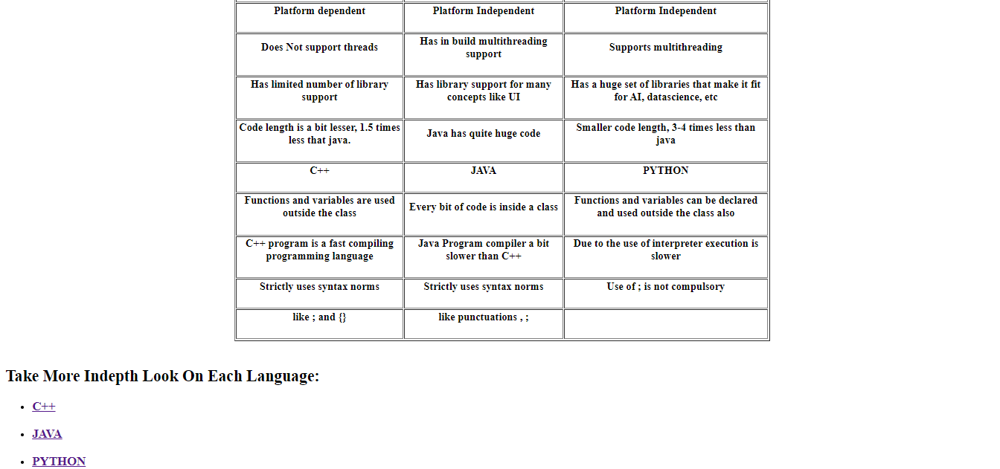 Platform dependent
Platform Independent
Platform Independent
Does Not support threads
Has in build multithreading
support
Supports multithreading
Has limited number of library
support
Has library support for many
concepts like UI
Has a huge set of libraries that make it fit
for AI, datascience, etc
Code length is a bit lesser, 1.5 times
less that java.
Java has quite huge code
Smaller code length, 3-4 times less than
java
C++
JAVA
PYTHON
Functions and variables are used
outside the class
Every bit of code is inside a class
Functions and variables can be declared
and used outside the class also
C++ program is a fast compiling
programming language
Java Program compiler a bit
slower than C++
Due to the use of interpreter execution is
slower
Strictly uses syntax norms
Strictly uses syntax norms
Use of ; is not compulsory
like ; and {}
like punctuations , ;
Take More Indepth Look On Each Language:
• C++
• JAVA
• PYTHON